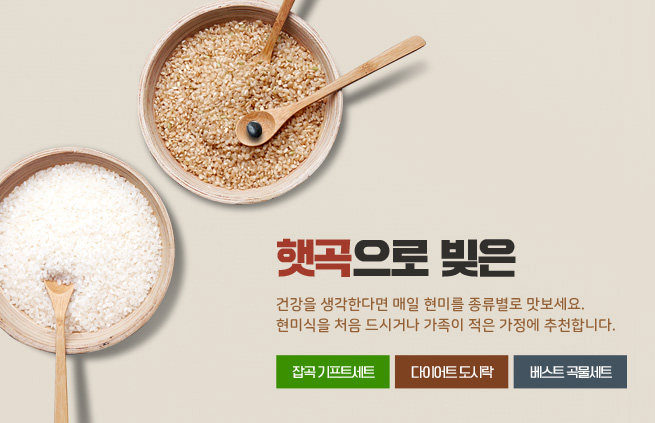 햇곡으로 빚은
건강을 생각한다면 매일 현미를 종류별로 맛보세요.
현미식을 처음 드시거나 가족이 적은 가정에 추천합니다.
잡곡 기프트세트 다이어트 도시락 베스트 곡물세트